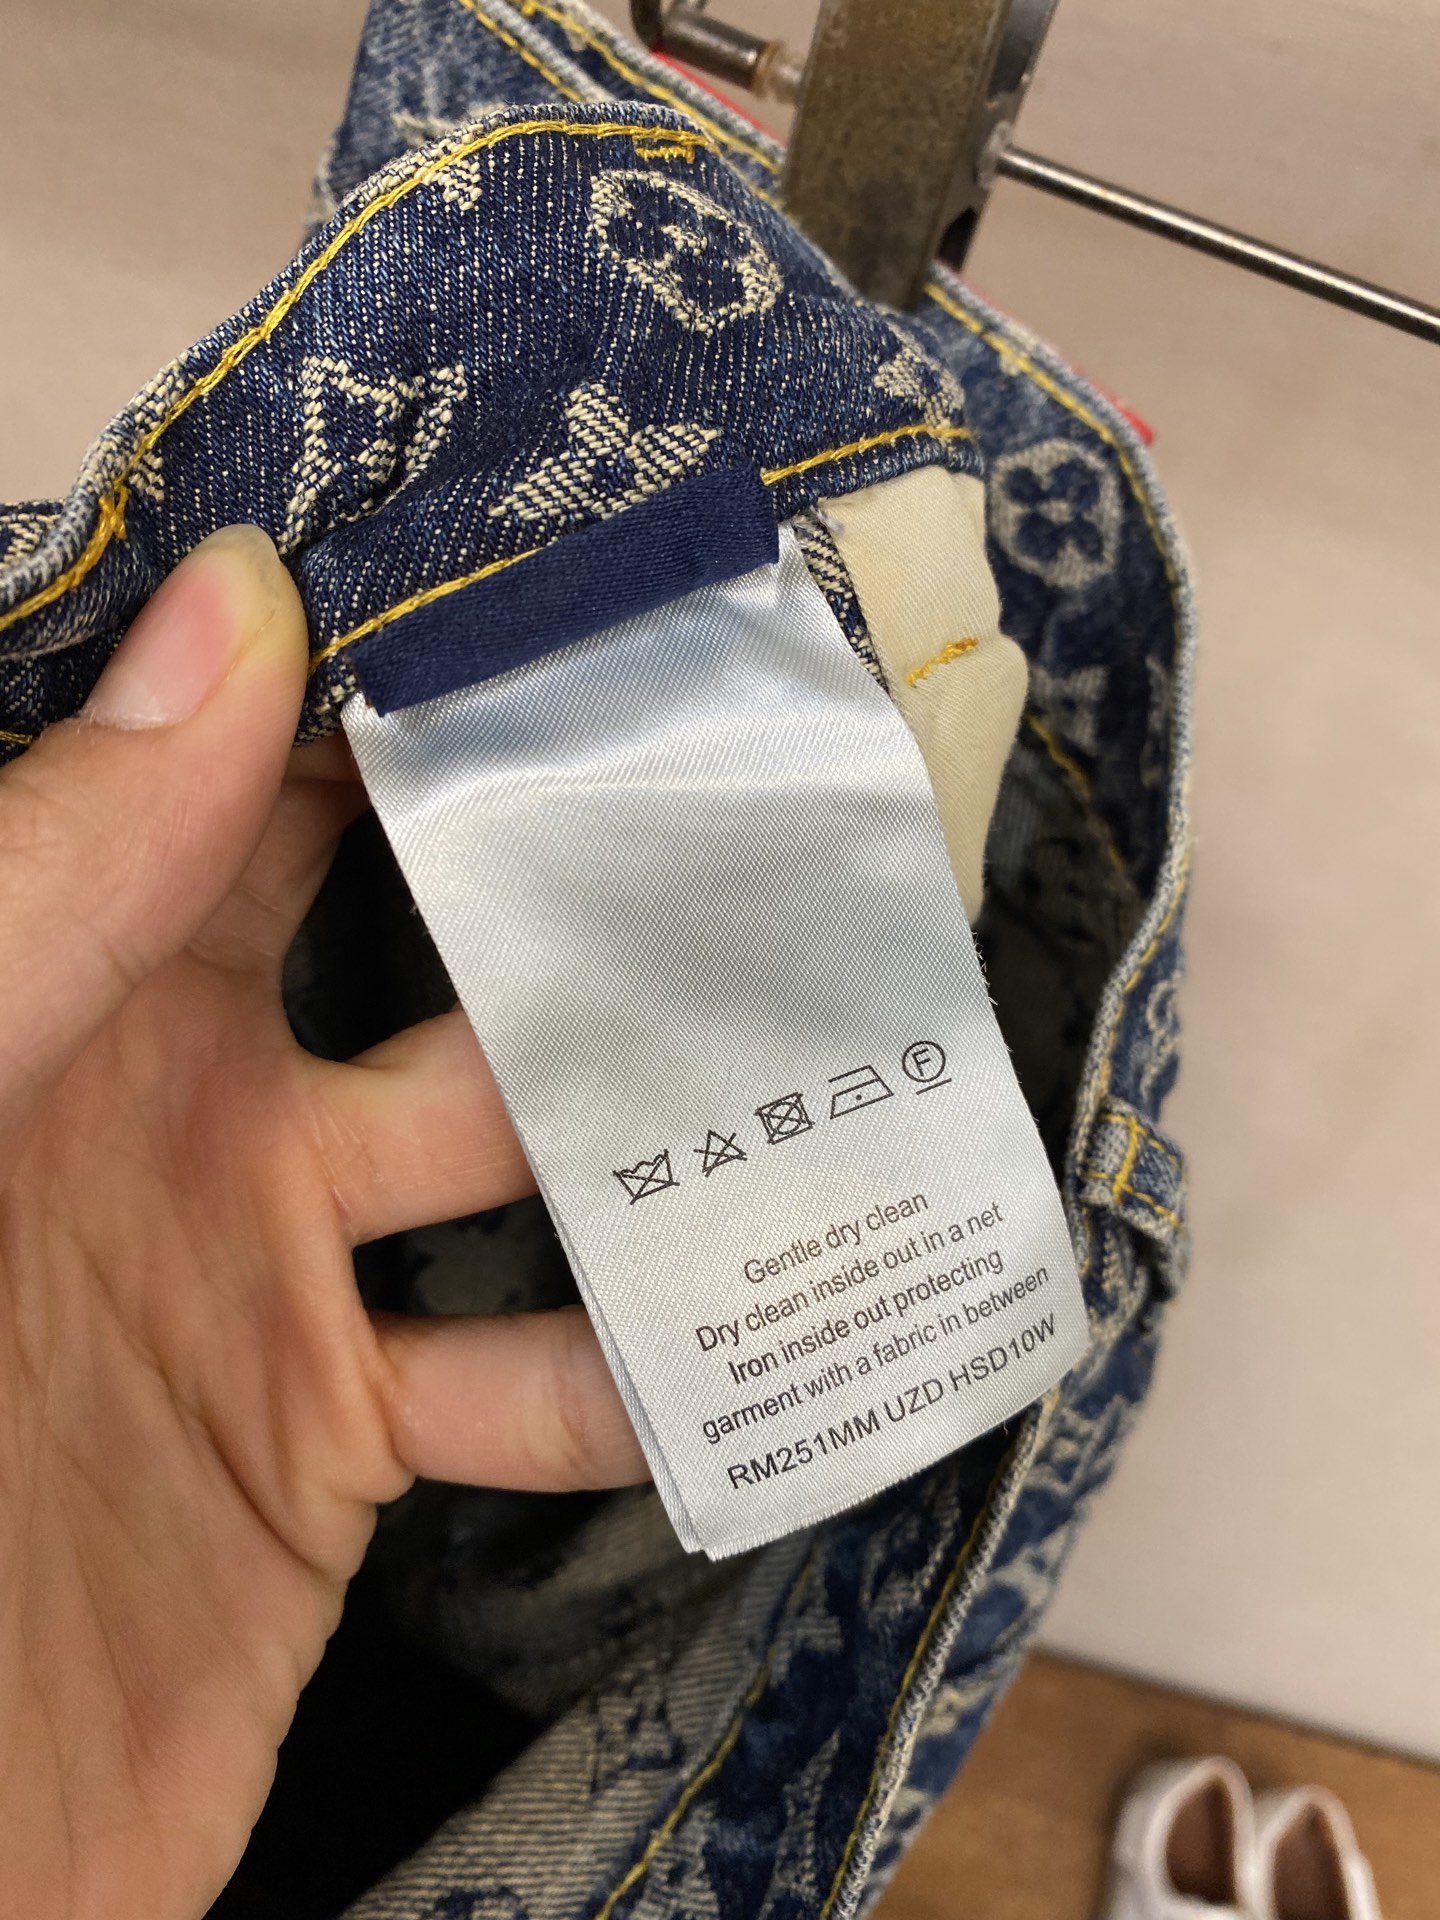 F
Gentle dry clean
Dry clean inside out in a net
Iron inside out protecting
garment with a fabric in between
RM251MM UZD HSD10W